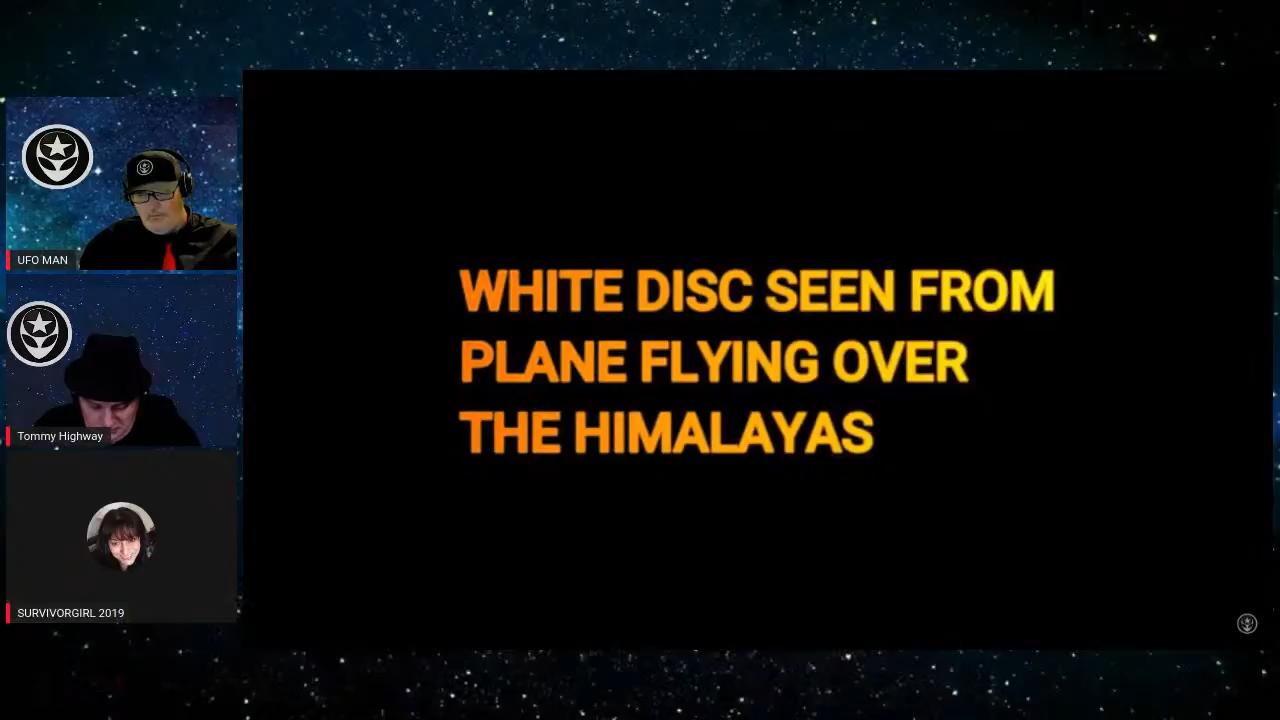 UFO MAN
Tommy Highway
SURVIVORGIRL 2019
WHITE DISC SEEN FROM
PLANE FLYING OVER
THE HIMALAYAS